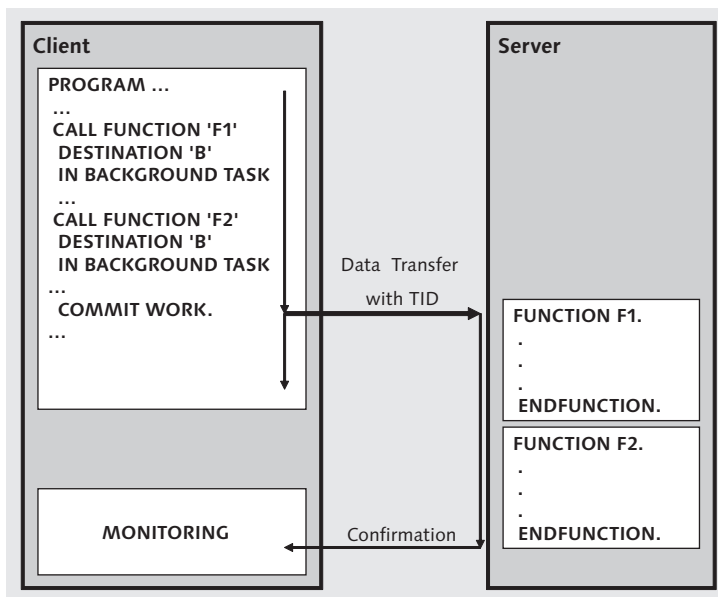 Client
PROGRAM ...
...
CALL FUNCTION 'F1'
DESTINATION 'B'
IN BACKGROUND TASK
...
CALL FUNCTION 'F2'
DESTINATION 'B'
IN BACKGROUND TASK
...
COMMIT WORK.
...
MONITORING
Data Transfer
with TID
Confirmation
Server
FUNCTION F1.
.
.
.
ENDFUNCTION.
FUNCTION F2.
.
.
.
ENDFUNCTION.